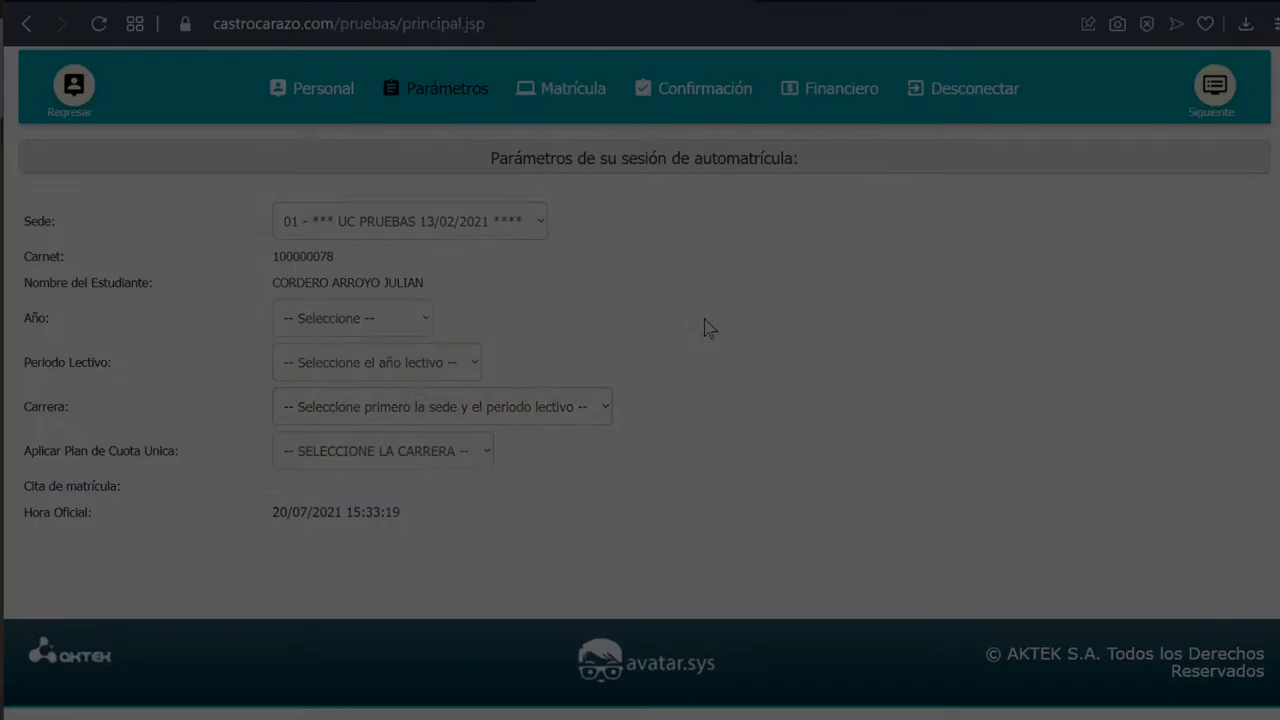 castrocarazo.com/pruebas/principal.jsp
Regresar
Personal
Parámetros
Matrícula
Confirmación
Financiero
Desconectar
Siguiente
Parámetros de su sesión de automatrícula:
Sede:
01 - *** UC PRUEBAS 13/02/2021 ****
Carnet:
100000078
Nombre del Estudiante:
CORDERO ARROYO JULIAN
Año:
-- Seleccione --
Periodo Lectivo:
-- Seleccione el año lectivo --
Carrera:
-- Seleccione primero la sede y el periodo lectivo --
Aplicar Plan de Cuota Unica:
-- SELECCIONE LA CARRERA --
Cita de matrícula:
Hora Oficial:
20/07/2021 15:33:19
AKTEK
avatar.sys
© AKTEK S.A. Todos los Derechos
Reservados